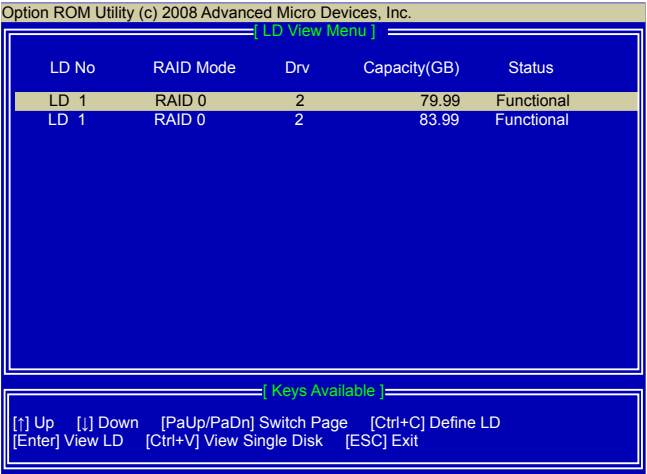 Option ROM Utility (c) 2008 Advanced Micro Devices, Inc.
[ LD View Menu ]
LD No RAID Mode Drv Capacity(GB) Status
LD 1 RAID 0 2 79.99 Functional
LD 1 RAID 0 2 83.99 Functional
[ Keys Available ]
[↑] Up [↓] Down [PaUp/PaDn] Switch Page [Ctrl+C] Define LD
[Enter] View LD [Ctrl+V] View Single Disk [ESC] Exit